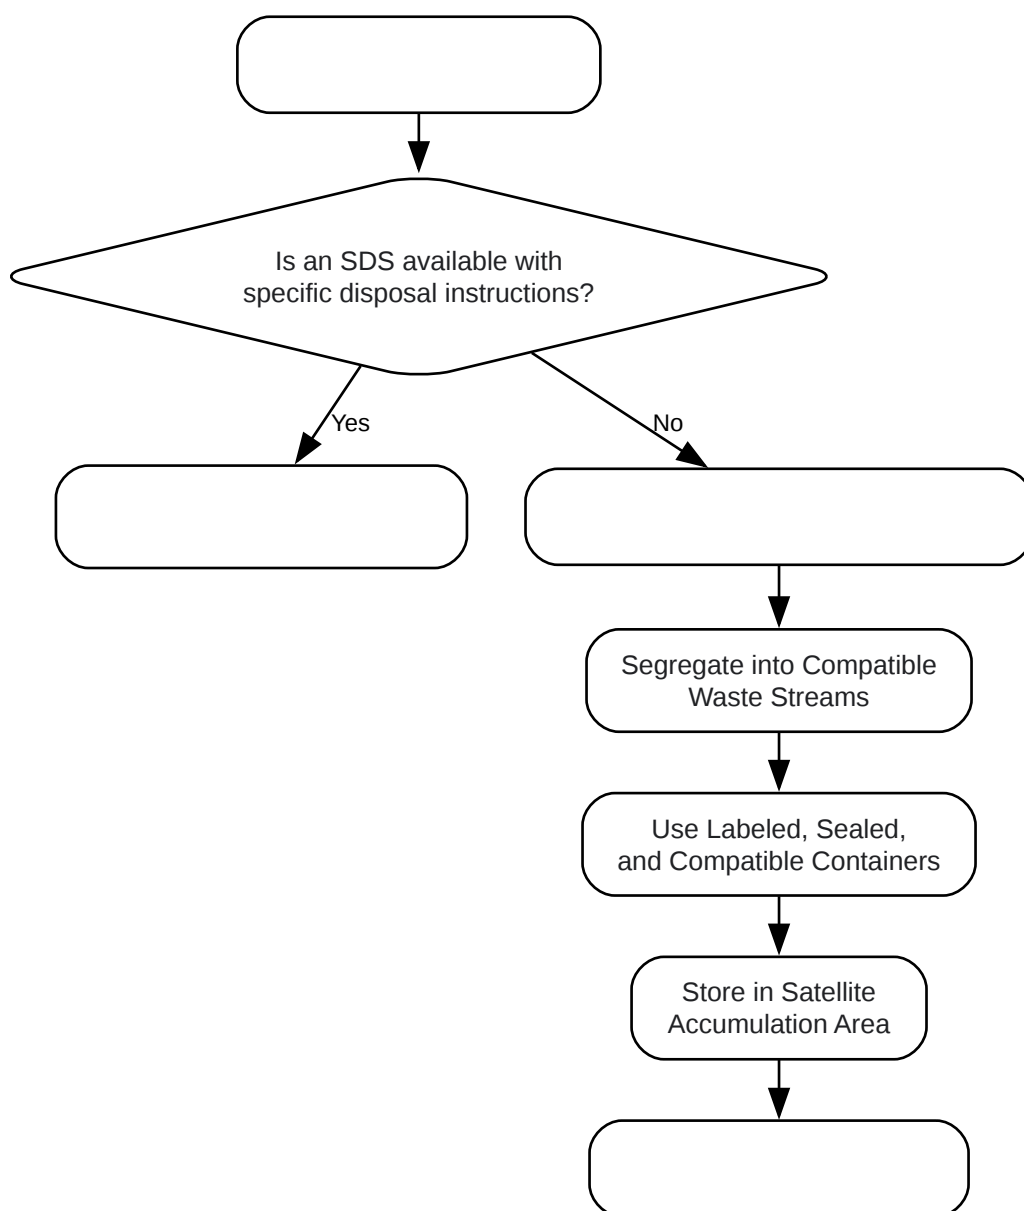 Is an SDS available with
specific disposal instructions?
Yes
No
Segregate into Compatible
Waste Streams
Use Labeled, Sealed,
and Compatible Containers
Store in Satellite
Accumulation Area